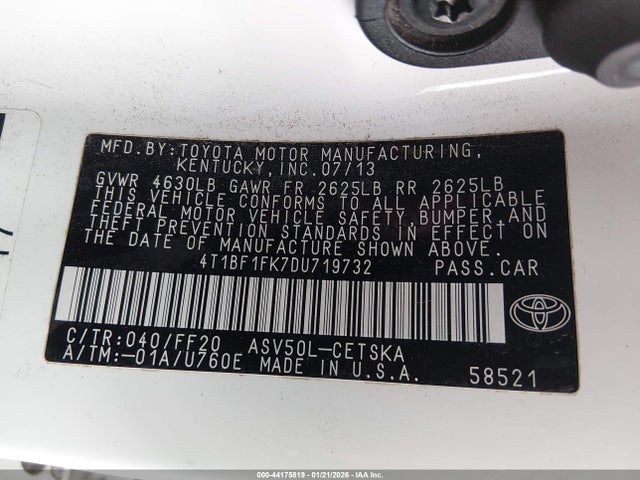 MFD.BY:TOYOTA MOTOR MANUFACTURING,
KENTUCKY,INC.07/13
GVWR 4630LB GAWR FR 2625LB RR 2625LB
THIS VEHICLE CONFORMS TO ALL APPLICABLE
FEDERAL MOTOR VEHICLE SAFETY,BUMPER,AND
THEFT PREVENTION STANDARDS IN EFFECT ON
THE DATE OF MANUFACTURE SHOWN ABOVE.
4T1BF1FK7DU719732 PASS.CAR
C/TR:040/FF20 ASV50L-CETSKA
A/TM:-01A/U760E MADE IN U.S.A.
58521
TOYOTA
000-44175819 - 01/21/2026 - IAAI.COM